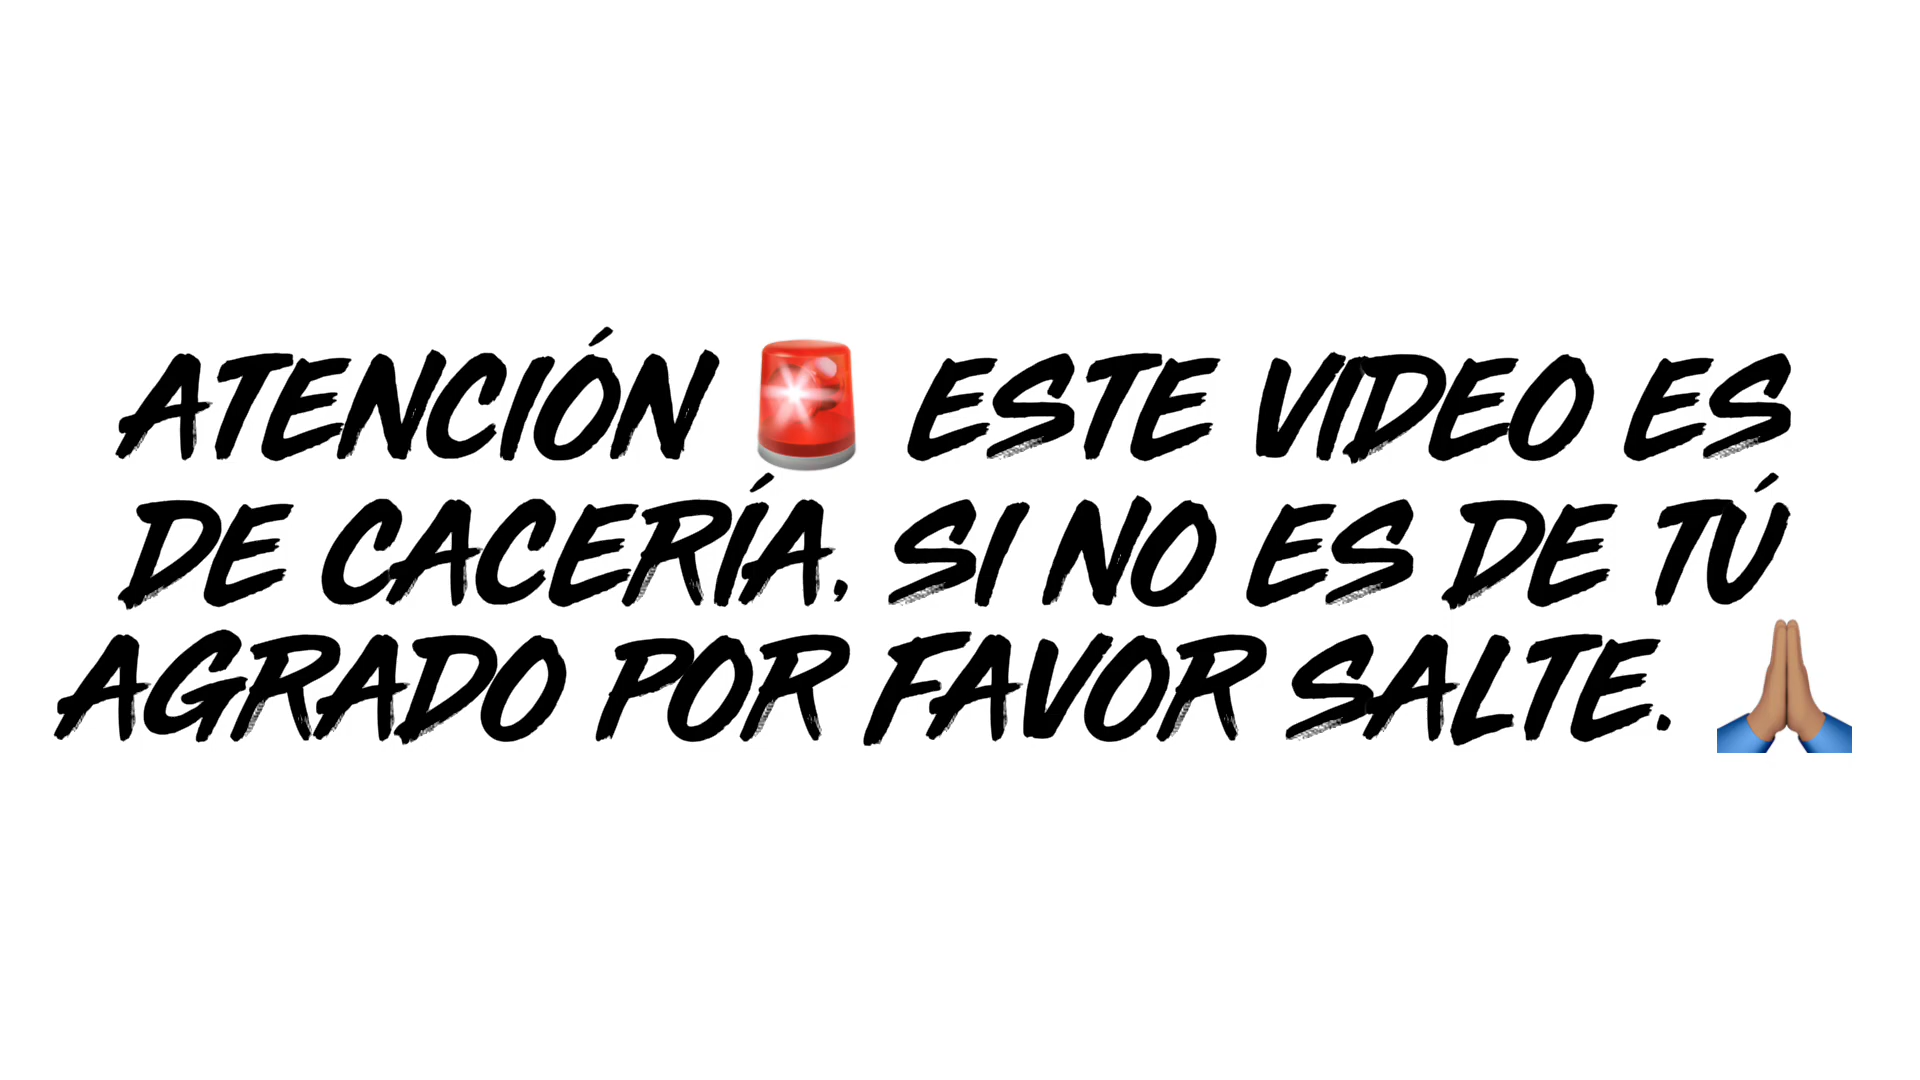 ATENCIÓN 🚨 ESTE VIDEO ES
DE CACERÍA, SI NO ES DE TÚ
AGRADO POR FAVOR SALTE. 🙏🏽